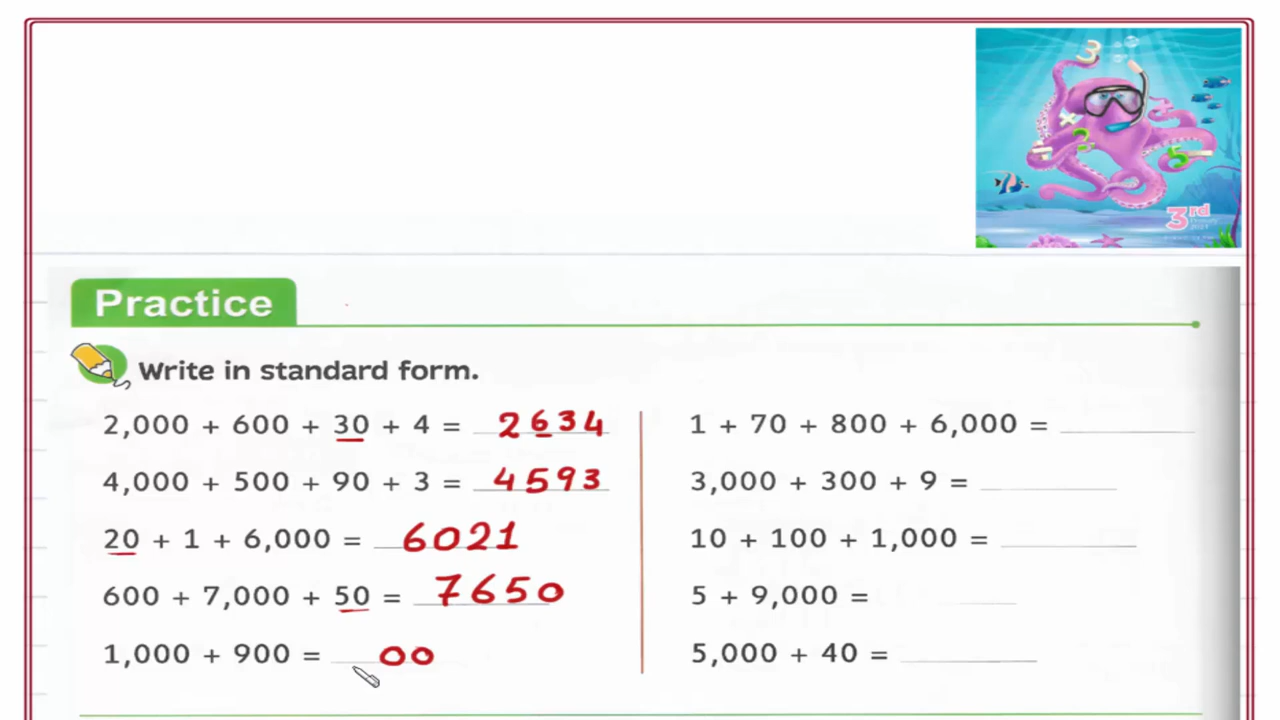 3rd
Practice
Write in standard form.
2,000 + 600 + 30 + 4 = 2634
4,000 + 500 + 90 + 3 = 4593
20 + 1 + 6,000 = 6021
600 + 7,000 + 50 = 7650
1,000 + 900 = 00
1 + 70 + 800 + 6,000 =
3,000 + 300 + 9 =
10 + 100 + 1,000 =
5 + 9,000 =
5,000 + 40 =